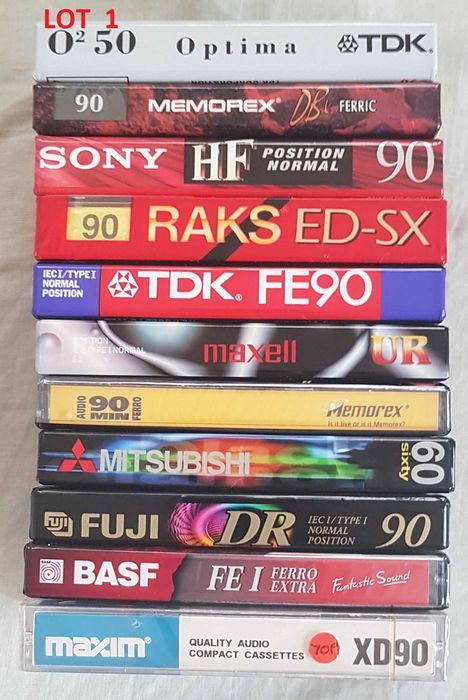 LOT 1
O² 50 Optima TDK
90 MEMOREX® DBS FERRIC
SONY HF POSITION NORMAL 90
90 RAKS ED-SX
IEC I/TYPE I NORMAL POSITION TDK® FE90
maxell UR
AUDIO 90 MIN FERRO Memorex®
Is it live or is it Memorex?
MITSUBISHI 60 sixty
FUJI FUJI DR IEC I/TYPE I NORMAL POSITION 90
BASF BASF FE I FERRO EXTRA Fantastic Sound
maxim® QUALITY AUDIO COMPACT CASSETTES 70P XD90